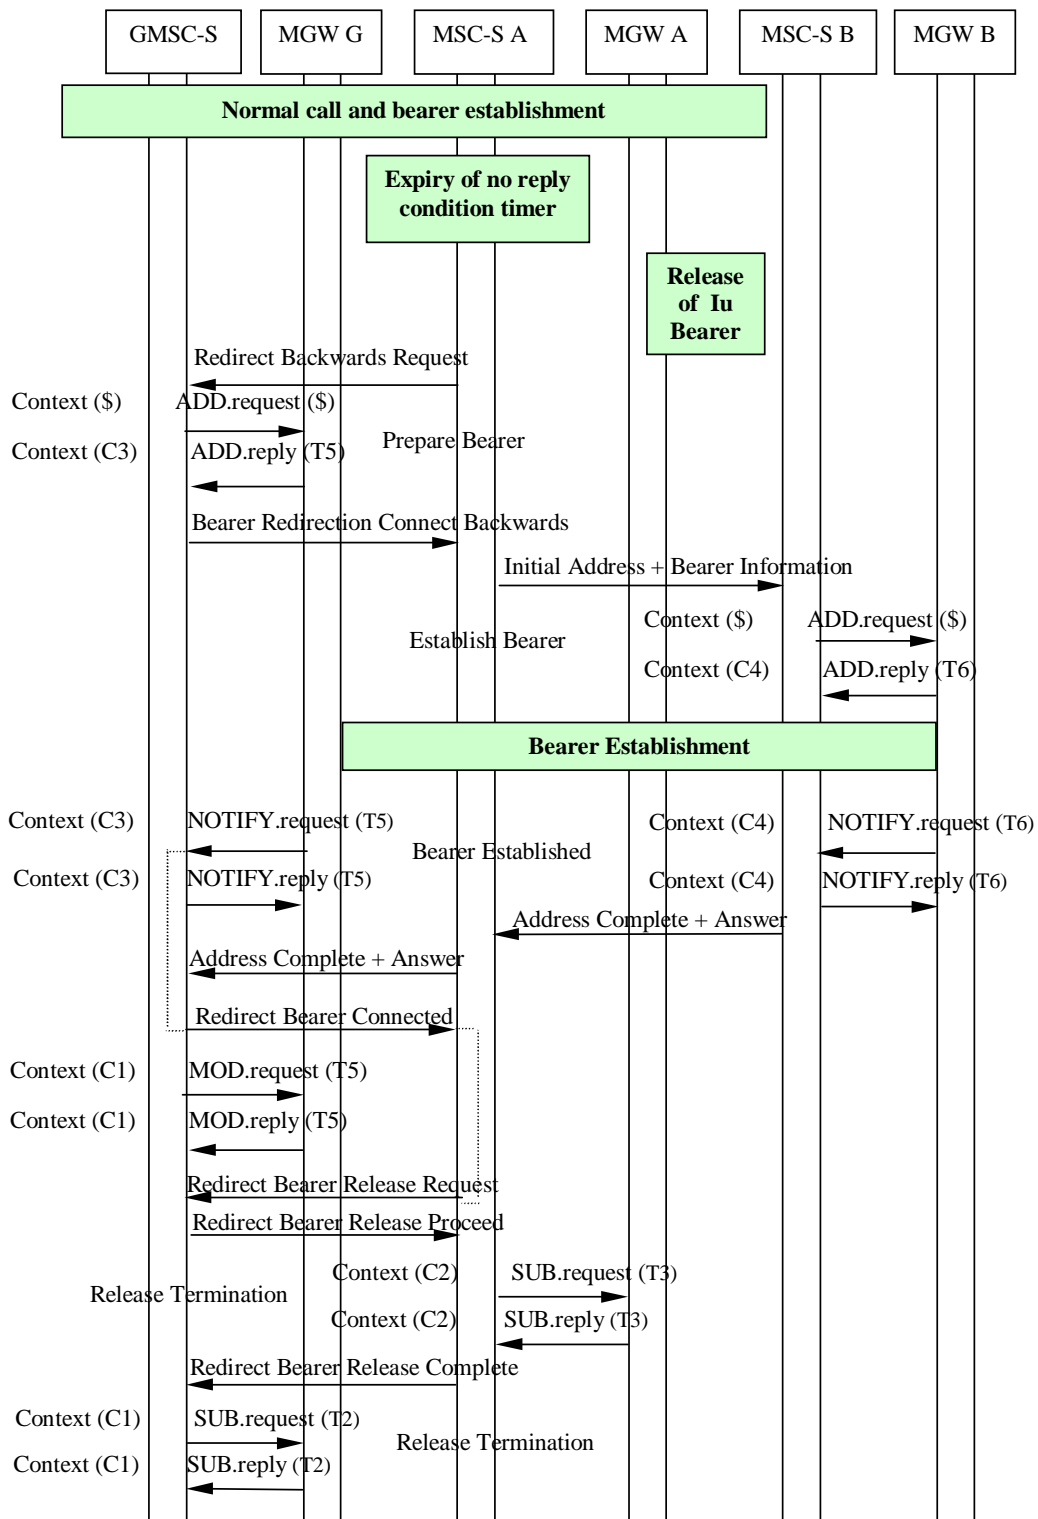 GMSC-S
MGW G
MSC-S A
MGW A
MSC-S B
MGW B
Normal call and bearer establishment
Expiry of no reply
condition timer
Release
of Iu
Bearer
Redirect Backwards Request
Context ($)
ADD.request ($)
Prepare Bearer
Context (C3)
ADD.reply (T5)
Bearer Redirection Connect Backwards
Initial Address + Bearer Information
Context ($)
ADD.request ($)
Establish Bearer
Context (C4)
ADD.reply (T6)
Bearer Establishment
Context (C3)
NOTIFY.request (T5)
Context (C4)
NOTIFY.request (T6)
Bearer Established
Context (C3)
NOTIFY.reply (T5)
Context (C4)
NOTIFY.reply (T6)
Address Complete + Answer
Address Complete + Answer
Redirect Bearer Connected
Context (C1)
MOD.request (T5)
Context (C1)
MOD.reply (T5)
Redirect Bearer Release Request
Redirect Bearer Release Proceed
Context (C2)
SUB.request (T3)
Release Termination
Context (C2)
SUB.reply (T3)
Redirect Bearer Release Complete
Context (C1)
SUB.request (T2)
Release Termination
Context (C1)
SUB.reply (T2)